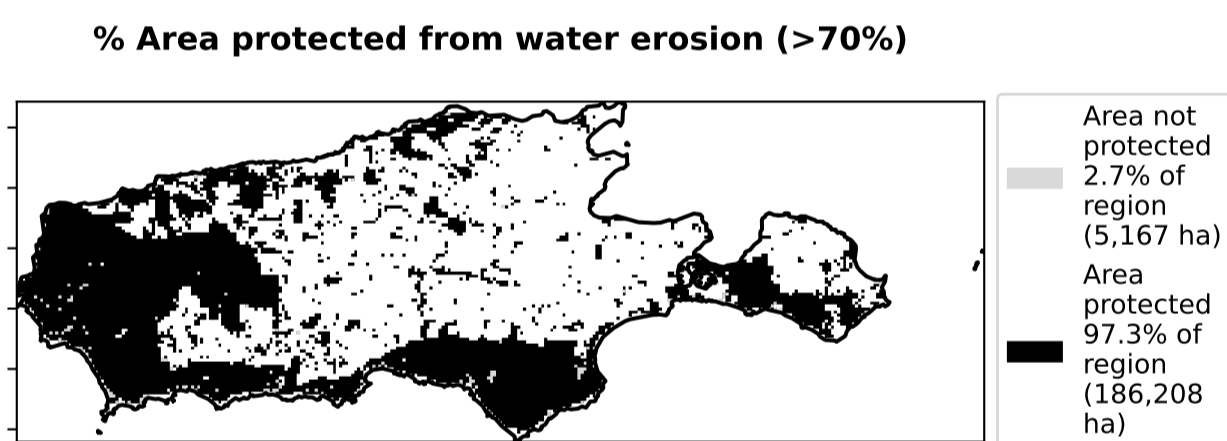 % Area protected from water erosion (>70%)
Area not
protected
2.7% of
region
(5,167 ha)
Area
protected
97.3% of
region
(186,208
ha)